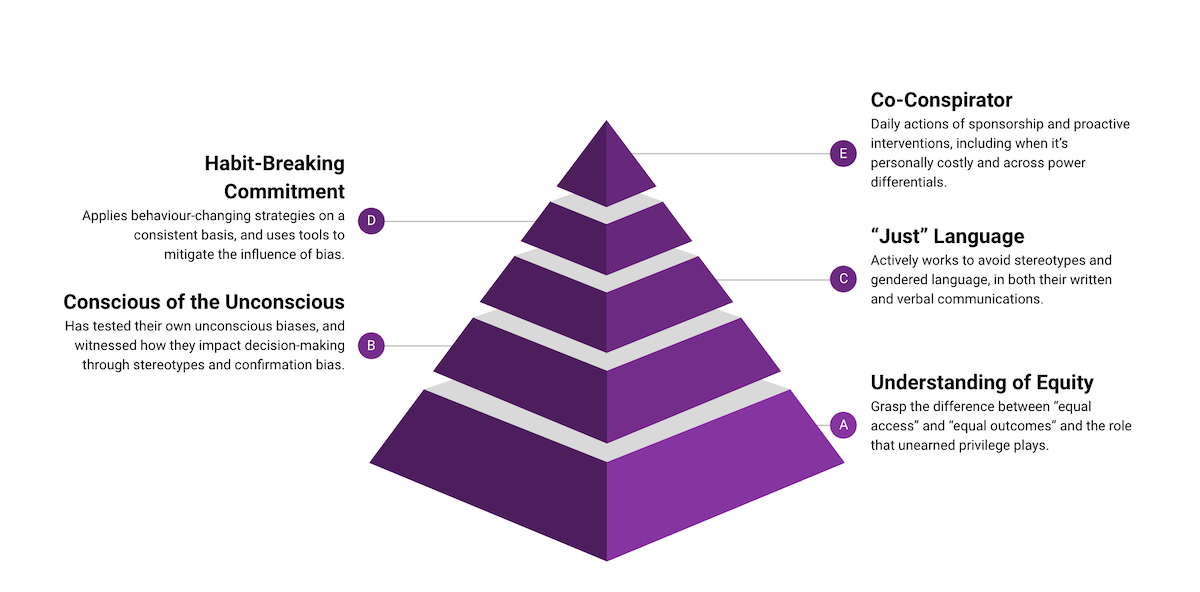 Co-Conspirator
Daily actions of sponsorship and proactive
interventions, including when it's
personally costly and across power
differentials.
E
Habit-Breaking
Commitment
Applies behaviour-changing strategies on a
consistent basis, and uses tools to
mitigate the influence of bias.
D
“Just” Language
Actively works to avoid stereotypes and
gendered language, in both their written
and verbal communications.
C
Conscious of the Unconscious
Has tested their own unconscious biases, and
witnessed how they impact decision-making
through stereotypes and confirmation bias.
B
Understanding of Equity
Grasp the difference between “equal
access” and “equal outcomes” and the role
that unearned privilege plays.
A